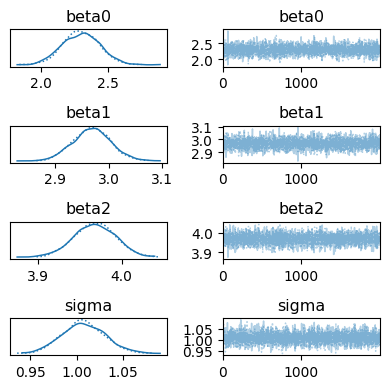 beta0 beta0
2.5
2.0
2.0 2.5 0 1000
beta1 beta1
3.1
3.0
2.9
2.9 3.0 3.1 0 1000
beta2 beta2
4.0
3.9
3.9 4.0 0 1000
sigma sigma
1.05
1.00
0.95
0.95 1.00 1.05 0 1000